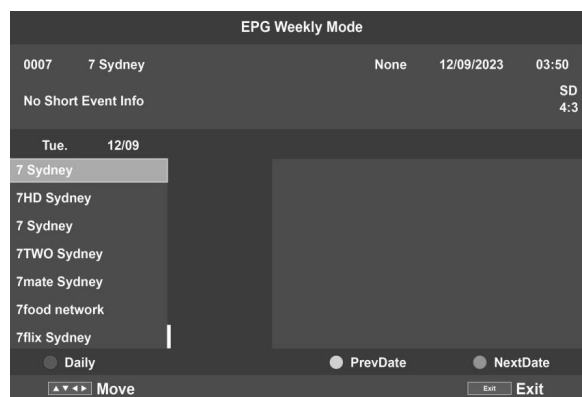 EPG Weekly Mode
0007 7 Sydney None 12/09/2023 03:50
No Short Event Info SD
4:3
Tue. 12/09
7 Sydney
7HD Sydney
7 Sydney
7TWO Sydney
7mate Sydney
7food network
7flix Sydney
Daily PrevDate NextDate
Move Exit Exit